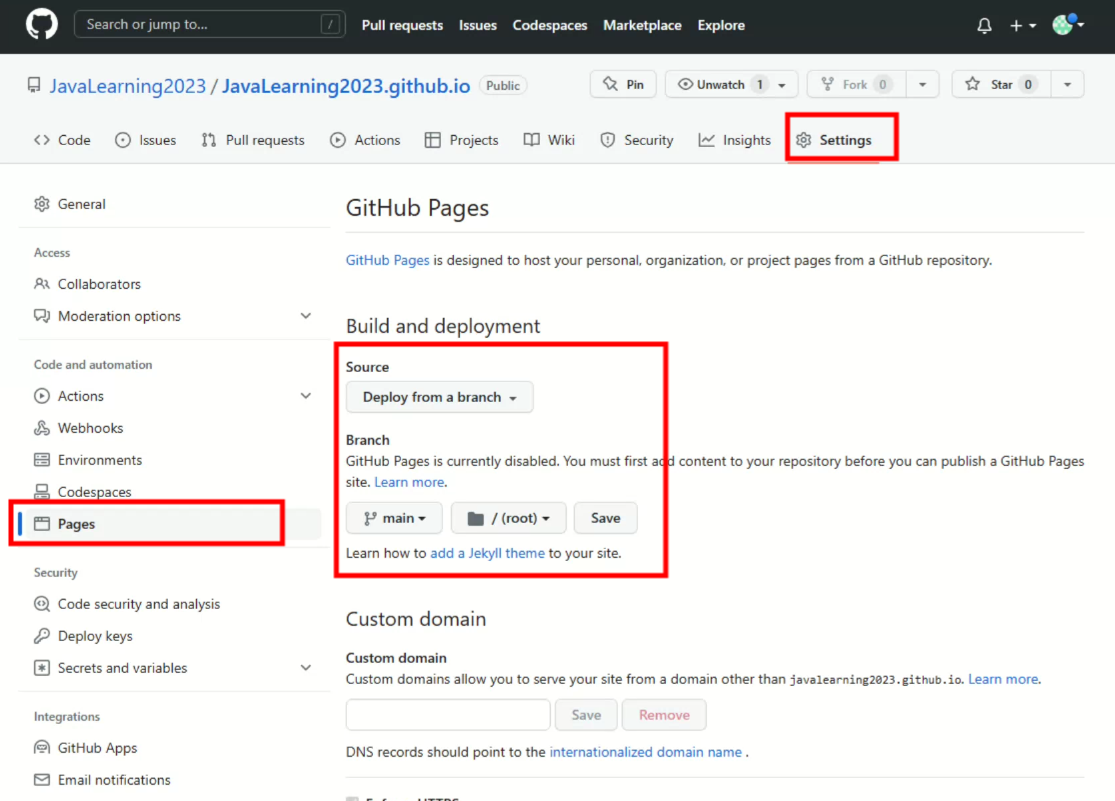 Search or jump to... / Pull requests Issues Codespaces Marketplace Explore
JavaLearning2023 / JavaLearning2023.github.io Public Pin Unwatch 1 Fork 0 Star 0
Code Issues Pull requests Actions Projects Wiki Security Insights Settings
General
Access
Collaborators
Moderation options
Code and automation
Actions
Webhooks
Environments
Codespaces
Pages
Security
Code security and analysis
Deploy keys
Secrets and variables
Integrations
GitHub Apps
Email notifications
GitHub Pages
GitHub Pages is designed to host your personal, organization, or project pages from a GitHub repository.
Build and deployment
Source
Deploy from a branch
Branch
GitHub Pages is currently disabled. You must first add content to your repository before you can publish a GitHub Pages
site. Learn more.
main / (root) Save
Learn how to add a Jekyll theme to your site.
Custom domain
Custom domain
Custom domains allow you to serve your site from a domain other than javalearning2023.github.io. Learn more.
Save Remove
DNS records should point to the internationalized domain name .
Enforce HTTPS